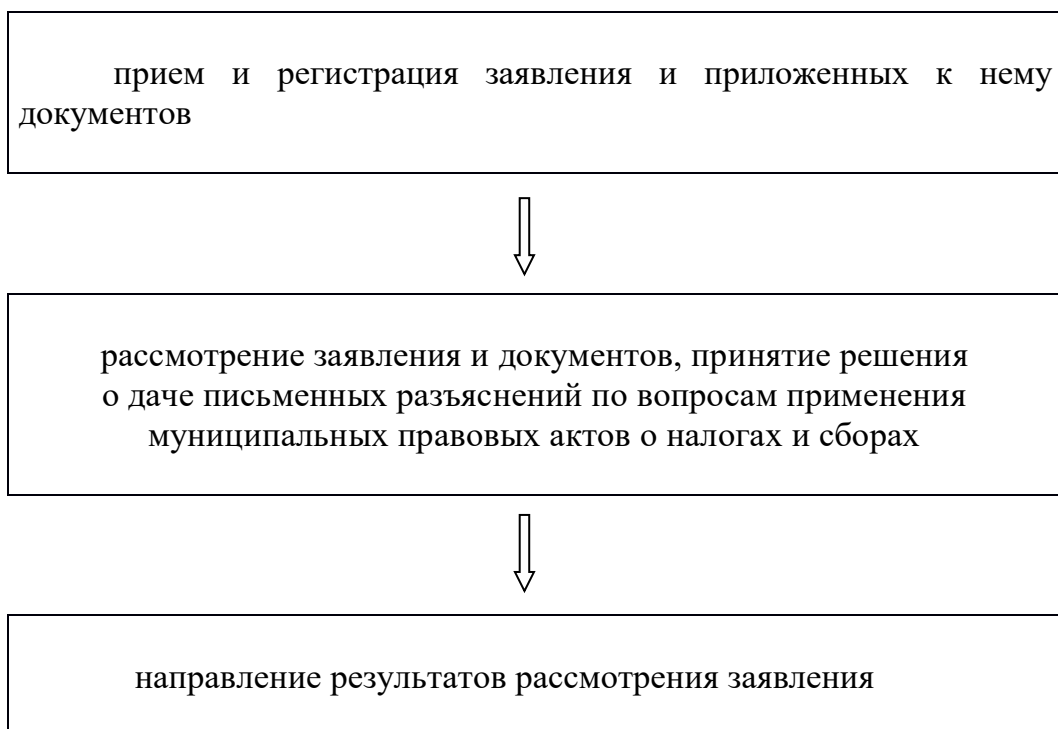 прием и регистрация заявления и приложенных к нему
документов
рассмотрение заявления и документов, принятие решения
о даче письменных разъяснений по вопросам применения
муниципальных правовых актов о налогах и сборах
направление результатов рассмотрения заявления